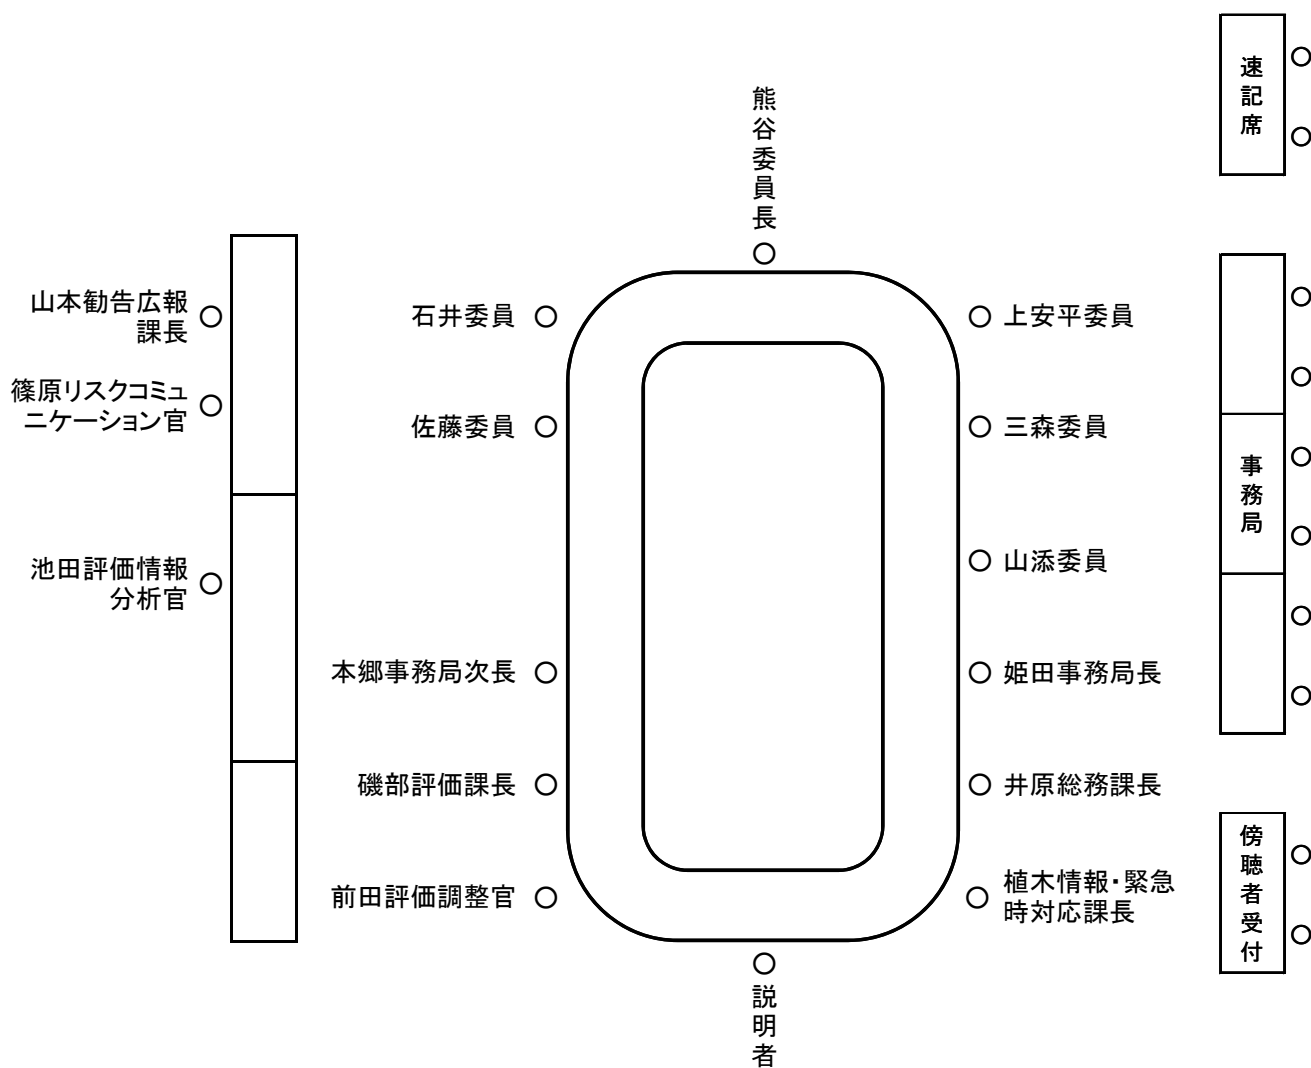 速記席
熊谷委員長
山本勧告広報
課長
石井委員
上安平委員
篠原リスクコミュ
ニケーション官
佐藤委員
三森委員
事務局
池田評価情報
分析官
山添委員
本郷事務局次長
姫田事務局長
磯部評価課長
井原総務課長
傍聴者受付
前田評価調整官
植木情報・緊急
時対応課長
説明者